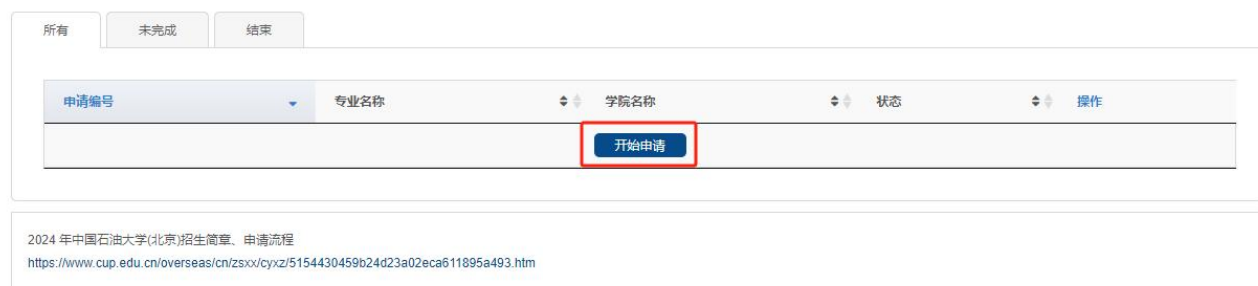 所有 未完成 结束
申请编号 专业名称 学院名称 状态 操作
开始申请
2024 年中国石油大学(北京)招生简章、申请流程
https://www.cup.edu.cn/overseas/cn/zsxx/cyxz/5154430459b24d23a02eca611895a493.htm